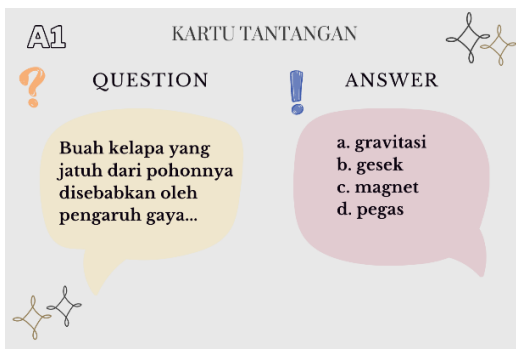 A1
KARTU TANTANGAN
? QUESTION
! ANSWER
Buah kelapa yang
jatuh dari pohonnya
disebabkan oleh
pengaruh gaya...
a. gravitasi
b. gesek
c. magnet
d. pegas